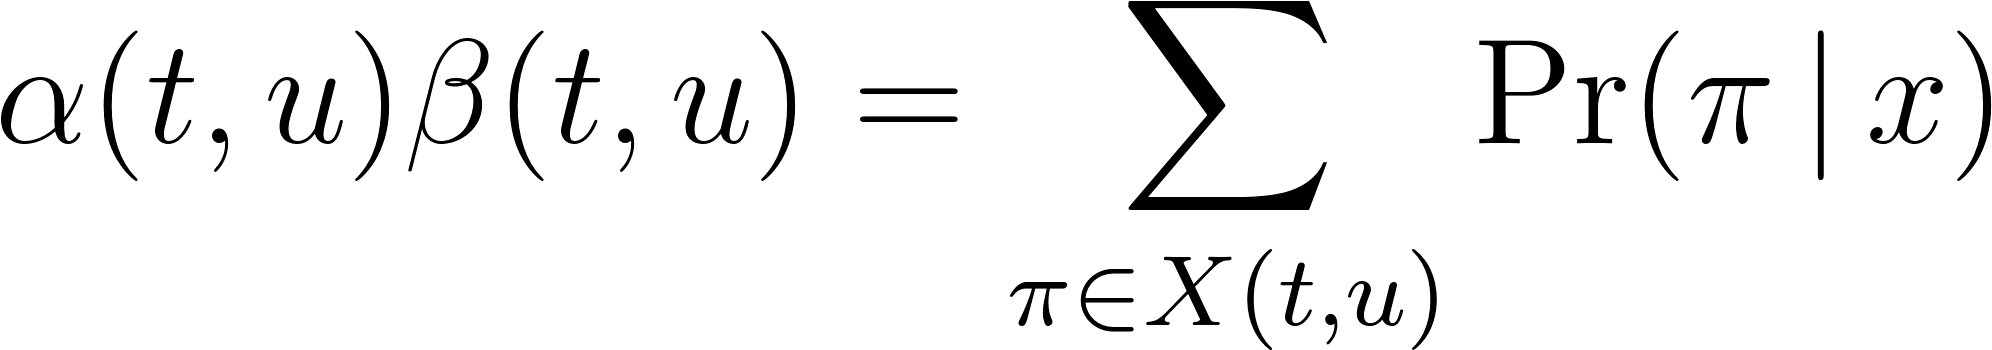 α(t, u)β(t, u) = ∑ Pr(π | x)
π∈X(t,u)